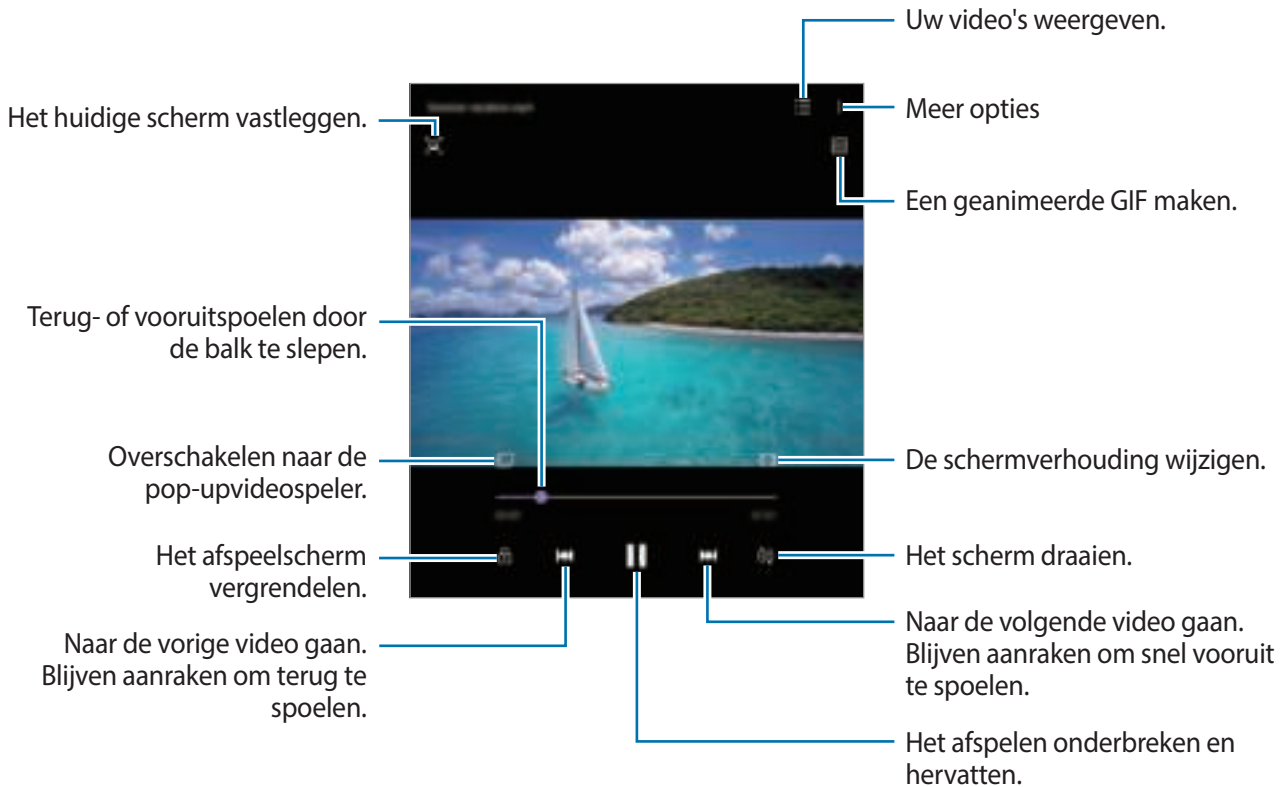 Uw video's weergeven.
Het huidige scherm vastleggen.
Meer opties
Een geanimeerde GIF maken.
Terug- of vooruitspoelen door
de balk te slepen.
Overschakelen naar de
pop-upvideospeler.
De schermverhouding wijzigen.
Het afspeelscherm
vergrendelen.
Het scherm draaien.
Naar de vorige video gaan.
Blijven aanraken om terug te
spoelen.
Naar de volgende video gaan.
Blijven aanraken om snel vooruit
te spoelen.
Het afspelen onderbreken en
hervatten.